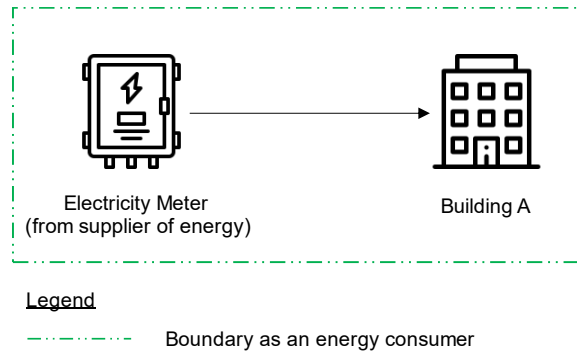 Electricity Meter
(from supplier of energy)
Building A
Legend
Boundary as an energy consumer